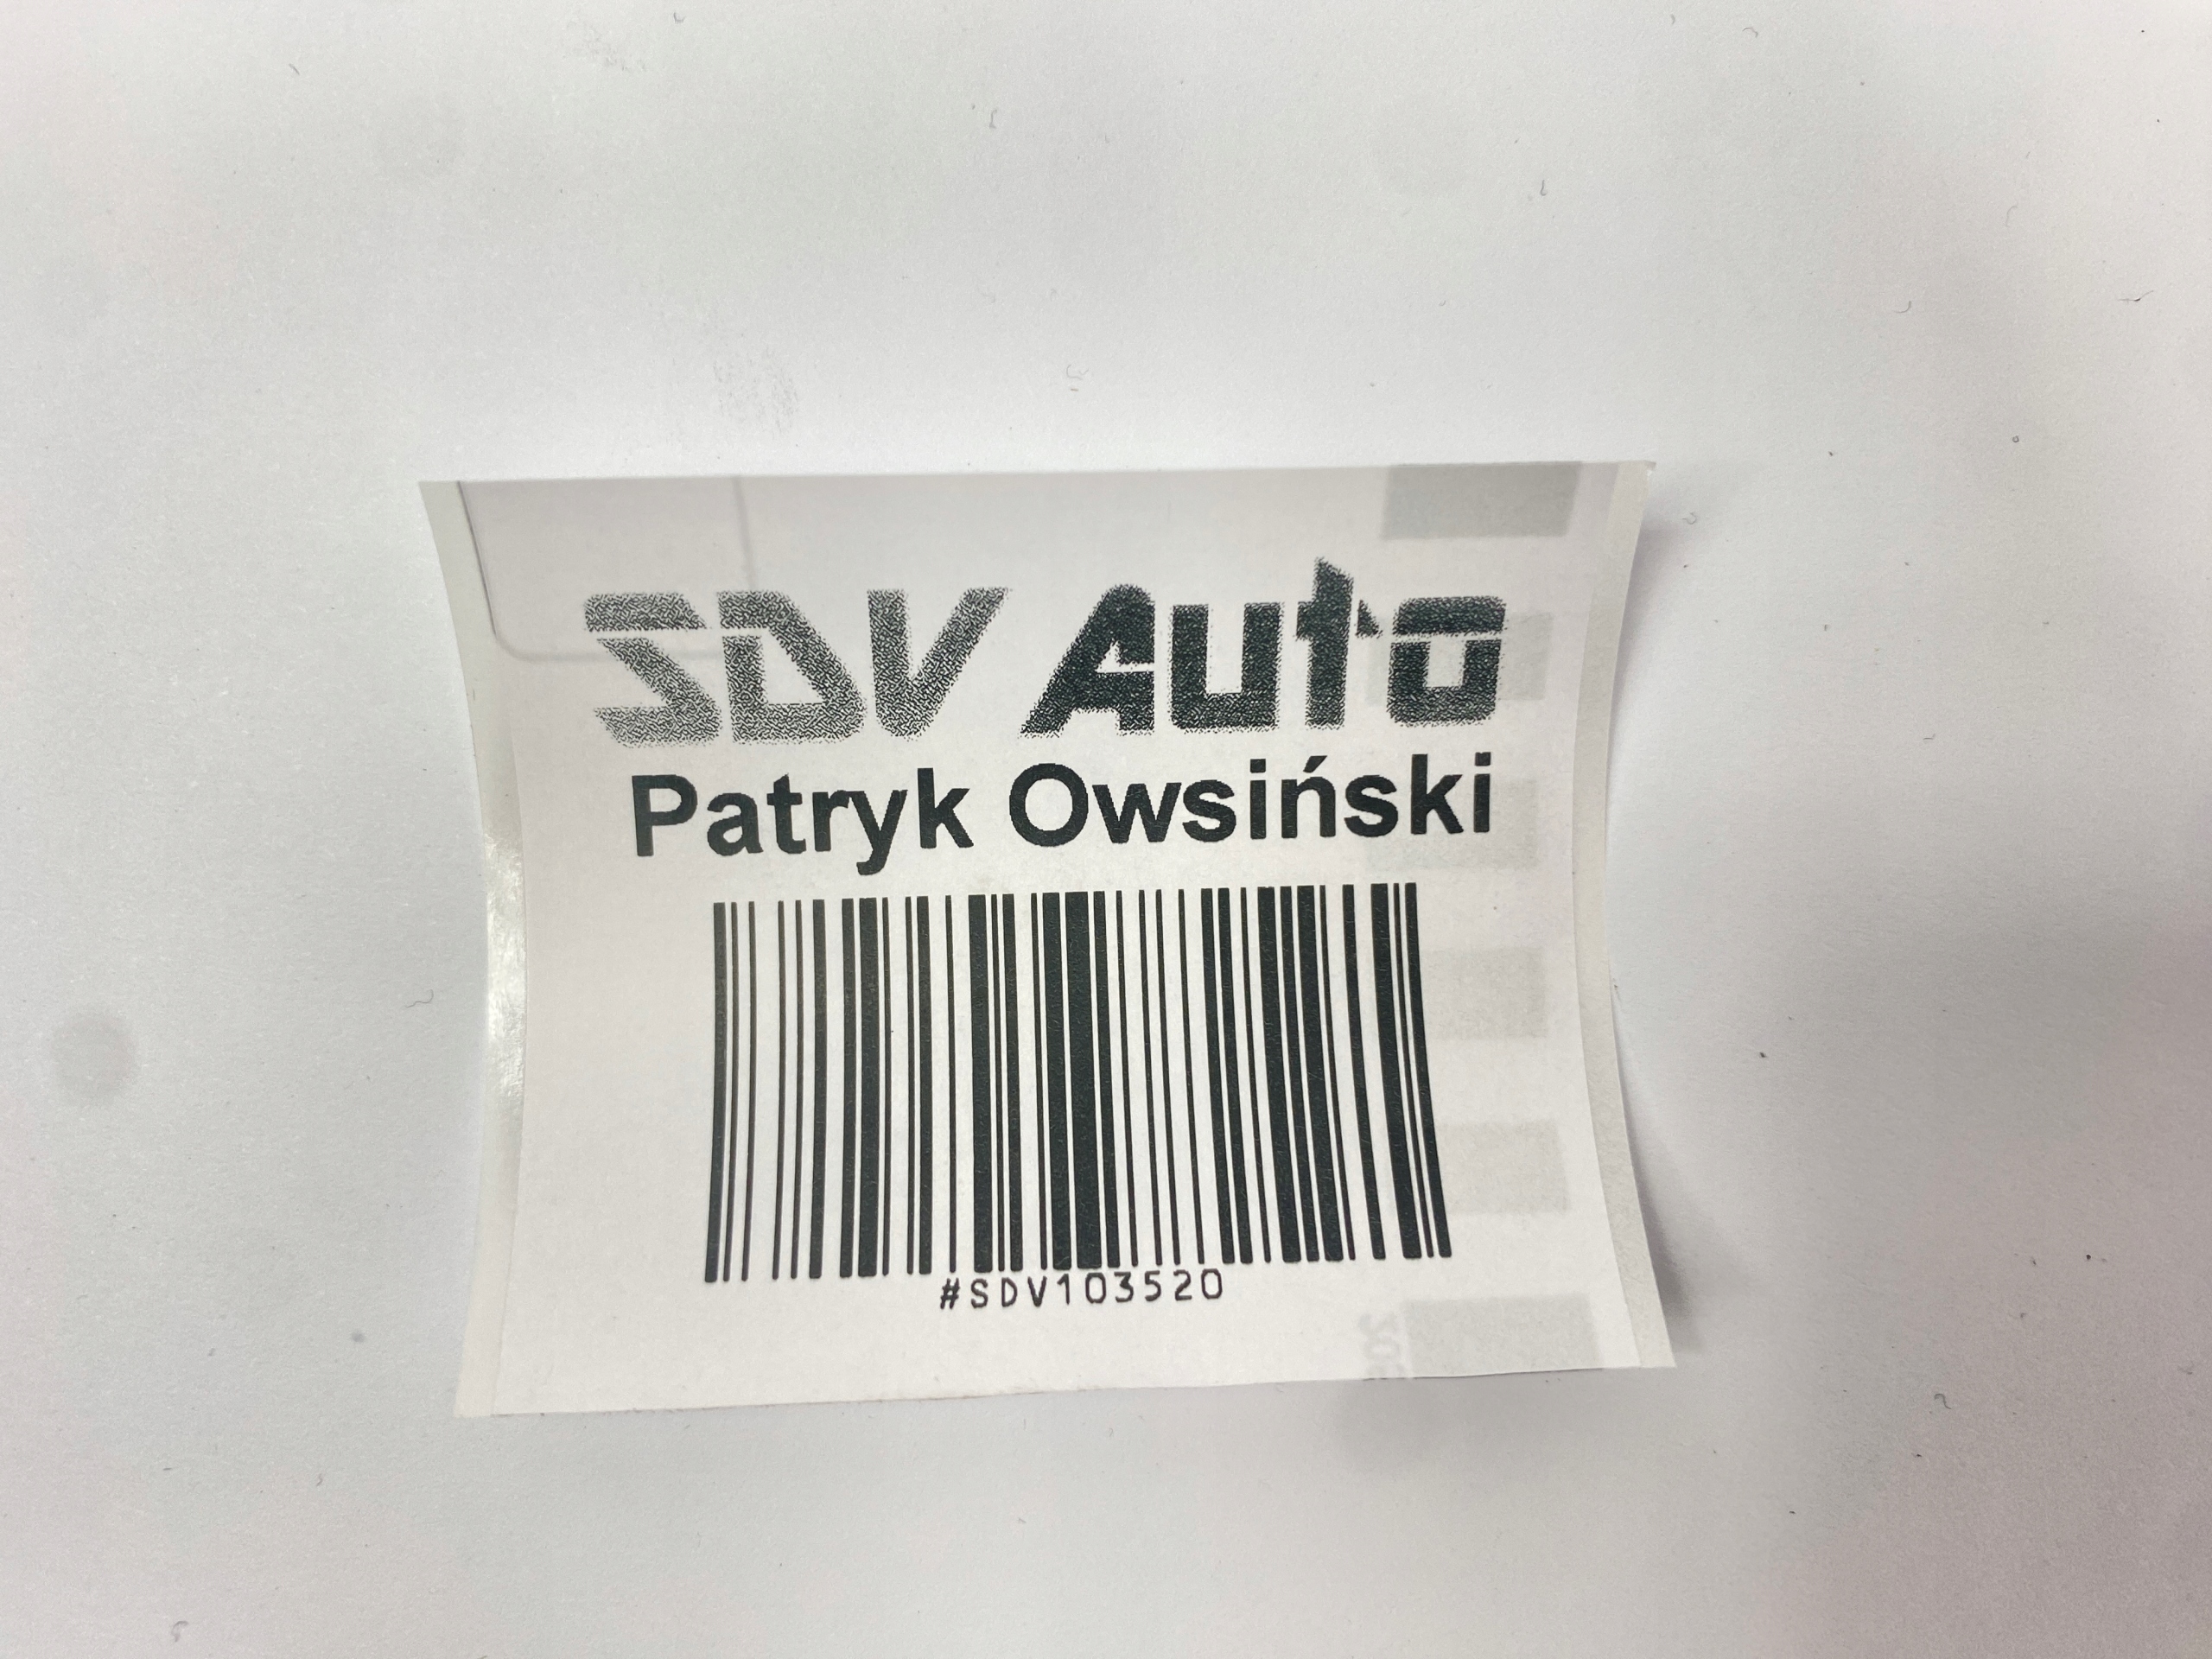 SDV Auto
Patryk Owsiński
#SDV103520